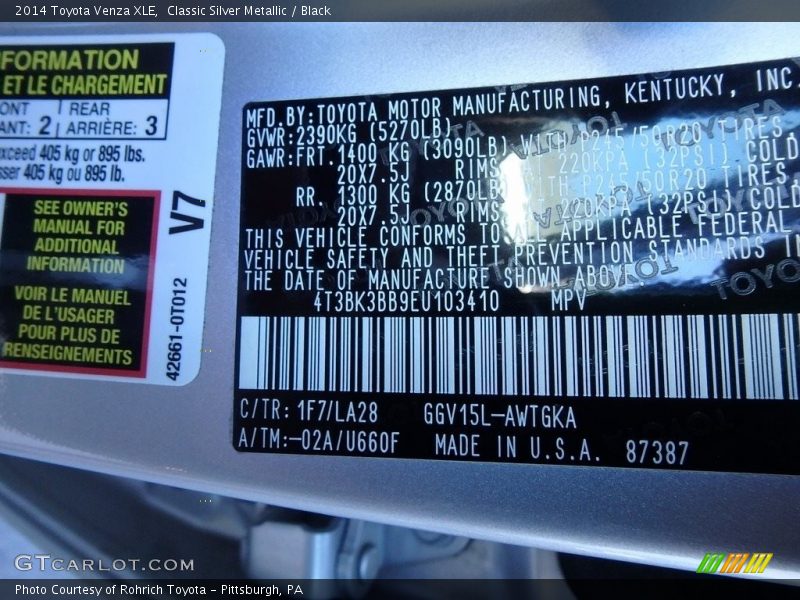 2014 Toyota Venza XLE,  Classic Silver Metallic / Black
FORMATION
ET LE CHARGEMENT
ONT | REAR
ANT: 2 | ARRIÈRE: 3
exceed 405 kg or 895 lbs.
sser 405 kg ou 895 lb.
SEE OWNER'S
MANUAL FOR
ADDITIONAL
INFORMATION
VOIR LE MANUEL
DE L'USAGER
POUR PLUS DE
RENSEIGNEMENTS
V7
42661-0T012
MFD.BY:TOYOTA MOTOR MANUFACTURING, KENTUCKY, INC.
GVWR:2390KG (5270LB)
GAWR:FRT.1400 KG (3090LB) WITH P245/50R20 TIRES,
20X7.5J RIMS, 220KPA (32PSI) COLD
RR. 1300 KG (2870LB) WITH P245/50R20 TIRES,
20X7.5J RIMS, 220KPA (32PSI) COLD
THIS VEHICLE CONFORMS TO ALL APPLICABLE FEDERAL
VEHICLE SAFETY AND THEFT PREVENTION STANDARDS I
THE DATE OF MANUFACTURE SHOWN ABOVE.
4T3BK3BB9EU103410 MPV
C/TR: 1F7/LA28 GGV15L-AWTGKA
A/TM:-02A/U660F MADE IN U.S.A. 87387
GTCARLOT.COM
Photo Courtesy of Rohrich Toyota - Pittsburgh, PA